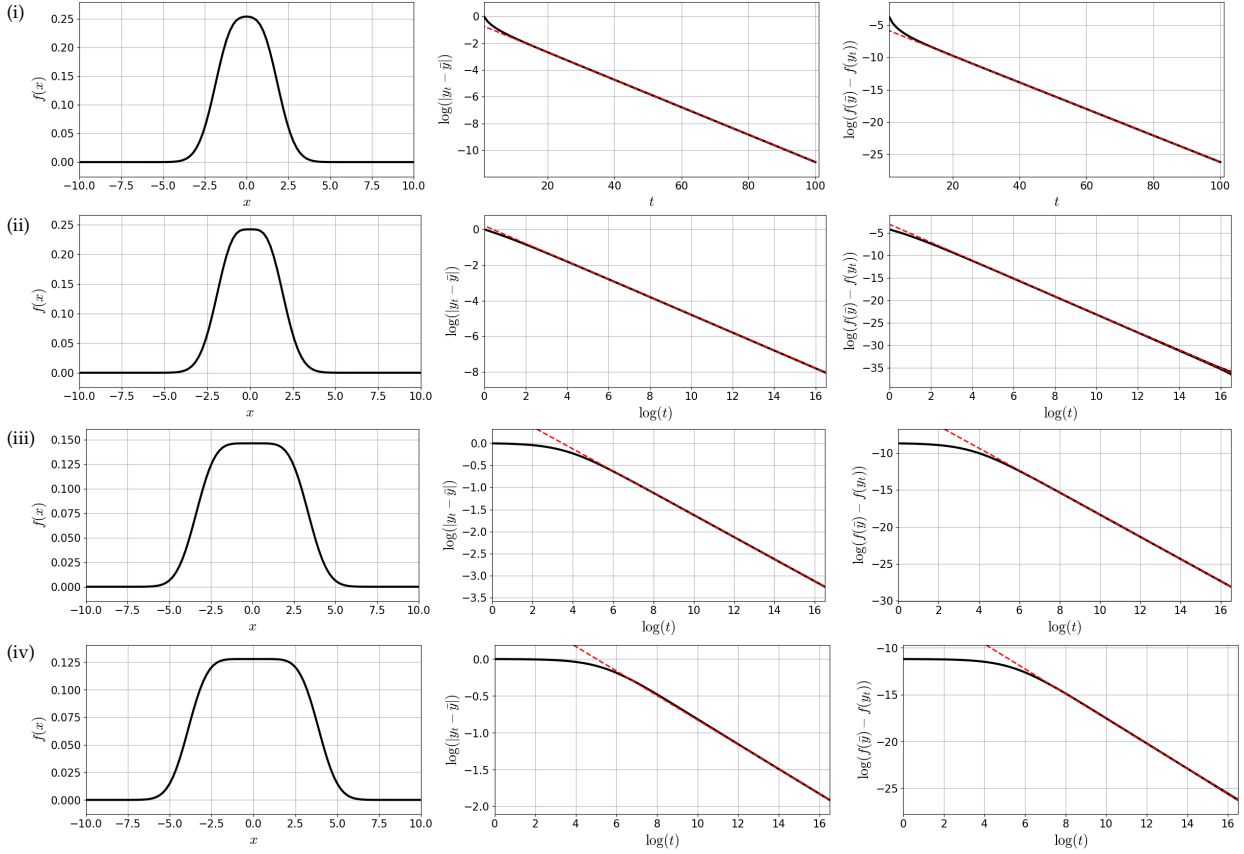 (i)
f(x)
0.25
0.20
0.15
0.10
0.05
0.00
−10.0 −7.5 −5.0 −2.5 0.0 2.5 5.0 7.5 10.0
x
log(|y_t − ȳ|)
0
−2
−4
−6
−8
−10
20 40 60 80 100
t
log(f(ȳ) − f(y_t))
−5
−10
−15
−20
−25
20 40 60 80 100
t
(ii)
f(x)
0.25
0.20
0.15
0.10
0.05
0.00
−10.0 −7.5 −5.0 −2.5 0.0 2.5 5.0 7.5 10.0
x
log(|y_t − ȳ|)
0
−2
−4
−6
−8
0 2 4 6 8 10 12 14 16
log(t)
log(f(ȳ) − f(y_t))
−5
−10
−15
−20
−25
−30
−35
0 2 4 6 8 10 12 14 16
log(t)
(iii)
f(x)
0.150
0.125
0.100
0.075
0.050
0.025
0.000
−10.0 −7.5 −5.0 −2.5 0.0 2.5 5.0 7.5 10.0
x
log(|y_t − ȳ|)
0.0
−0.5
−1.0
−1.5
−2.0
−2.5
−3.0
−3.5
0 2 4 6 8 10 12 14 16
log(t)
log(f(ȳ) − f(y_t))
−10
−15
−20
−25
−30
0 2 4 6 8 10 12 14 16
log(t)
(iv)
f(x)
0.125
0.100
0.075
0.050
0.025
0.000
−10.0 −7.5 −5.0 −2.5 0.0 2.5 5.0 7.5 10.0
x
log(|y_t − ȳ|)
0.0
−0.5
−1.0
−1.5
−2.0
0 2 4 6 8 10 12 14 16
log(t)
log(f(ȳ) − f(y_t))
−10
−15
−20
−25
0 2 4 6 8 10 12 14 16
log(t)